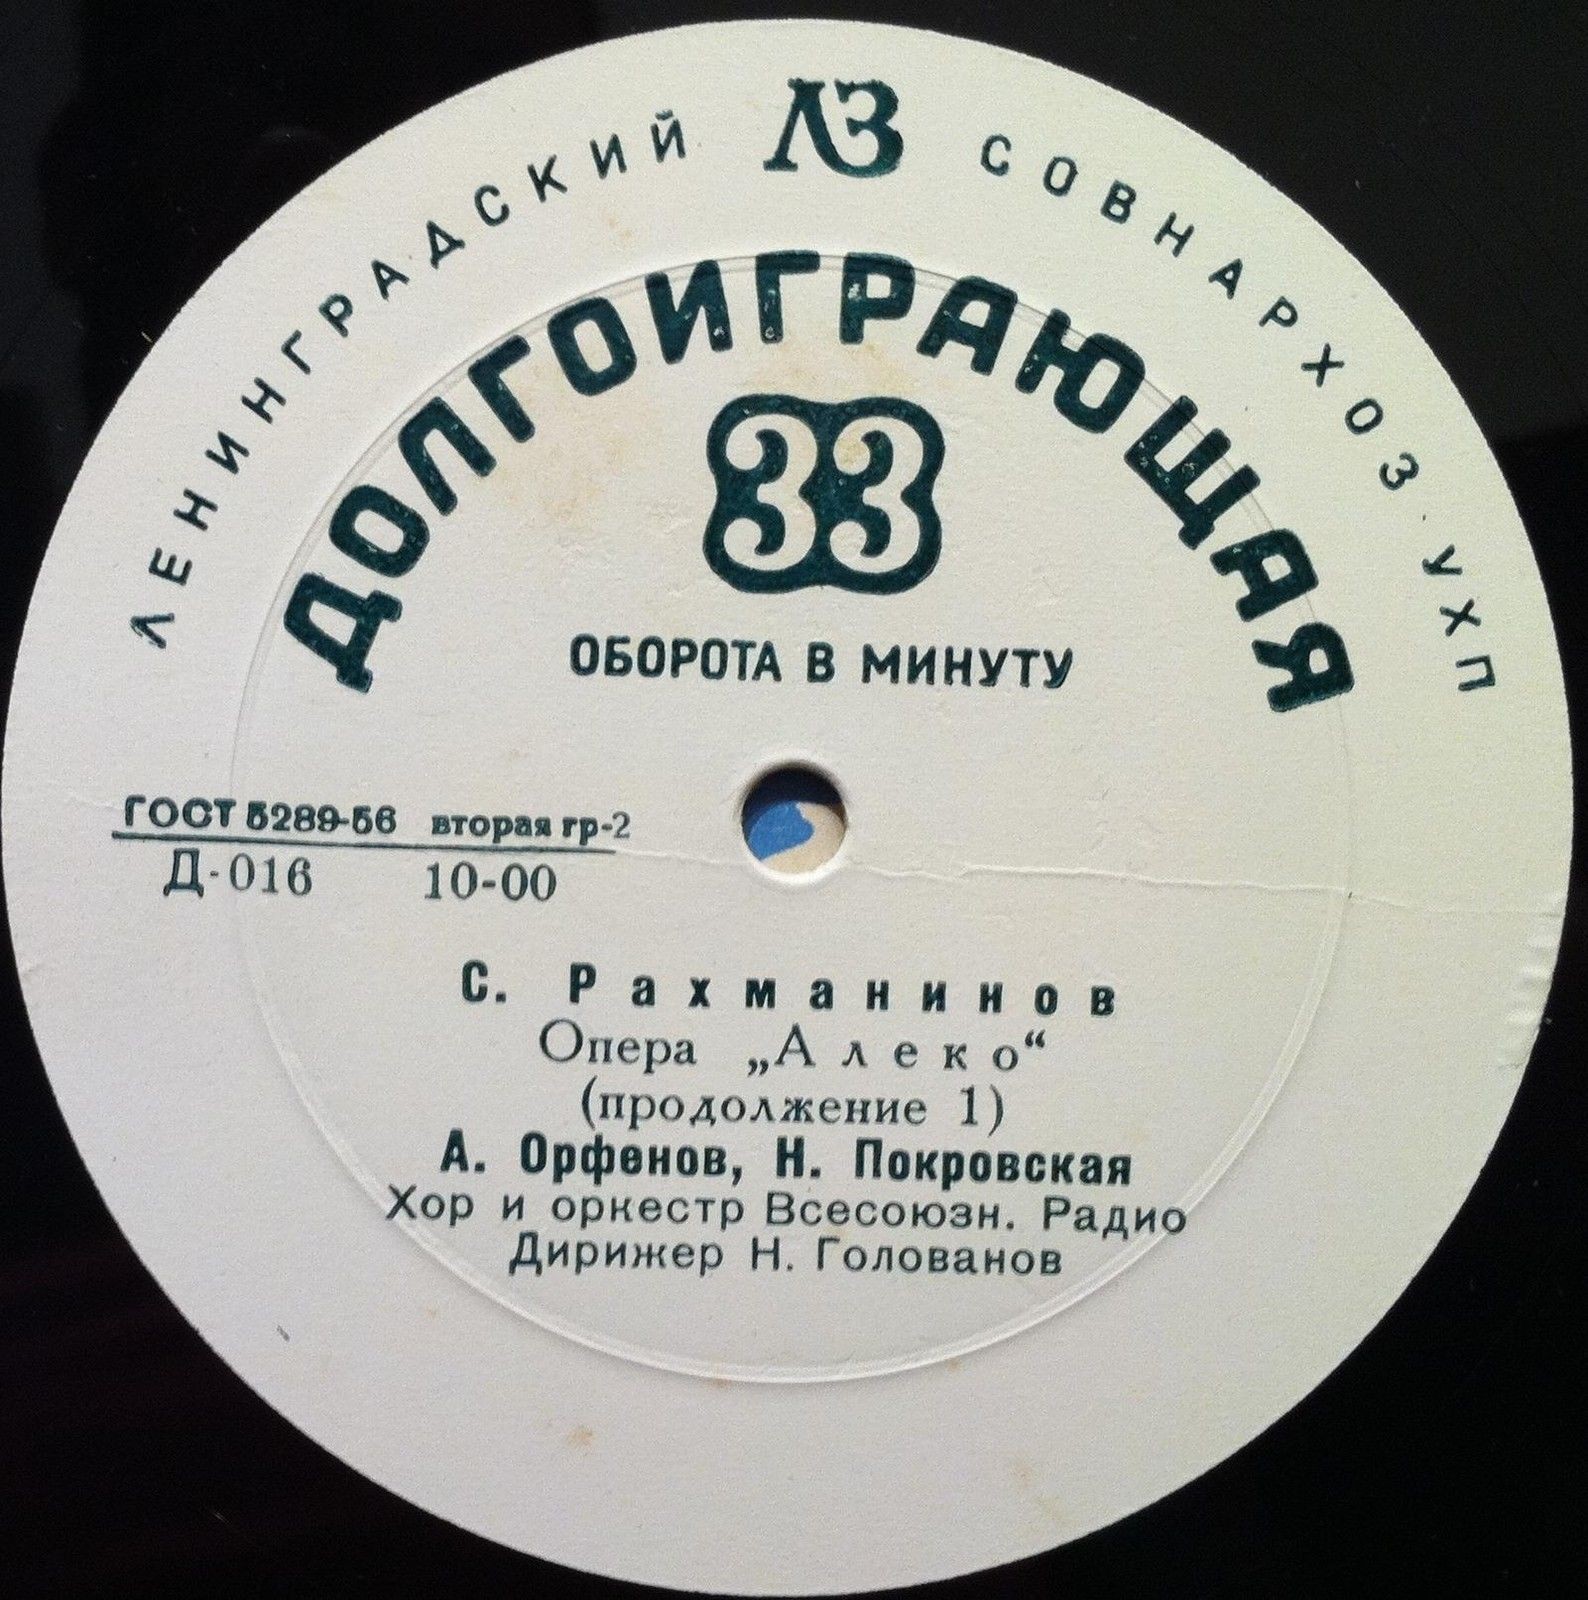 ЛЕНИНГРАДСКИЙ ЛЗ СОВНАРХОЗ УХП
ДОЛГОИГРАЮЩАЯ
33
ОБОРОТА В МИНУТУ
ГОСТ 5289-56 вторая гр-2
Д-016 10-00
С. Рахманинов
Опера „Алеко“
(продолжение 1)
А. Орфенов, Н. Покровская
Хор и оркестр Всесоюзн. Радио
Дирижер Н. Голованов